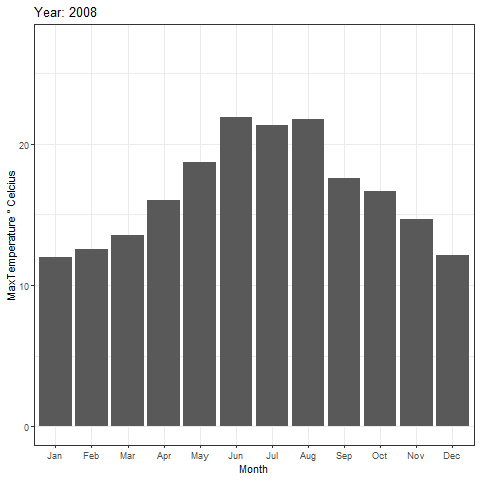 Year: 2008
MaxTemperature " Celcius
20
10
0
Jan Feb Mar Apr May Jun Jul Aug Sep Oct Nov Dec
Month